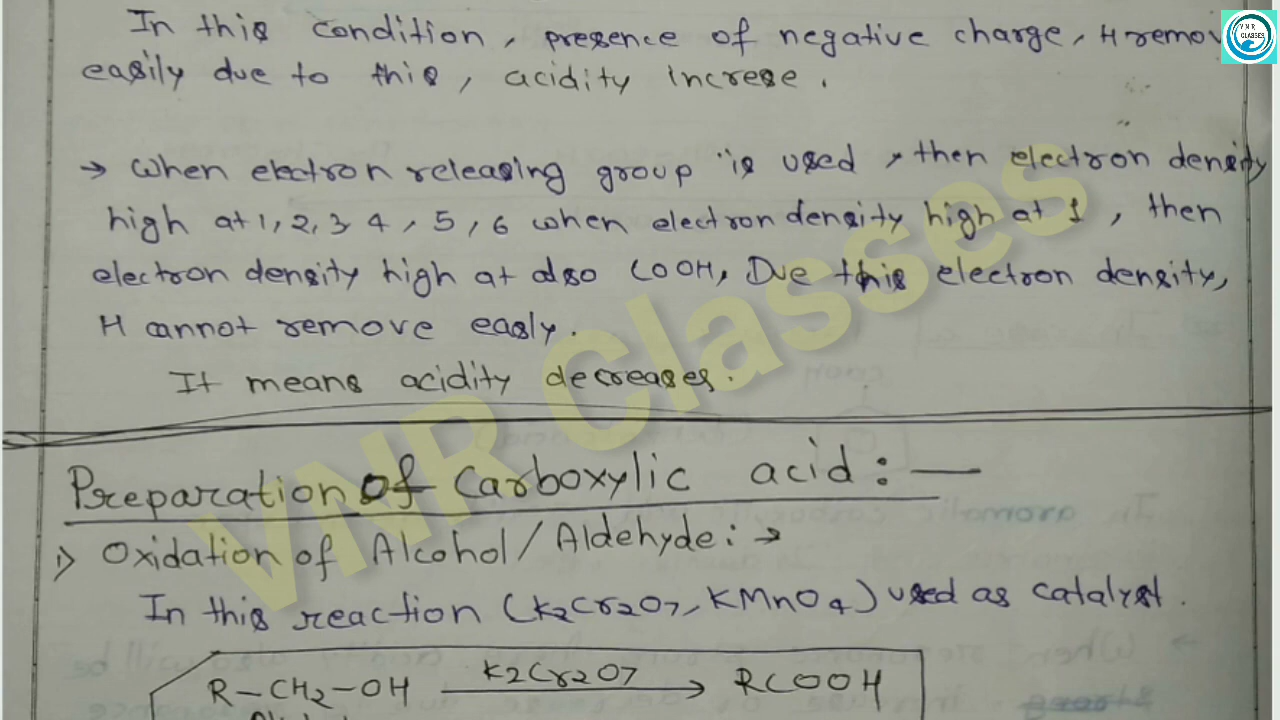 In this condition, presence of negative charge, H remov
easily due to this, acidity increse.
→ When electron releasing group is used, then electron density
high at 1, 2, 3, 4, 5, 6 when electron density high at 1, then
electron density high at also COOH, Due this electron density,
H cannot remove easly.
It means acidity decreases.
Preparation of Carboxylic acid: —
1) Oxidation of Alcohol/Aldehyde: →
In this reaction (K2Cr2O7, KMnO4) used as catalyst.
K2Cr2O7
R-CH2-OH → RCOOH
VNR Classes
VNR
CLASSES